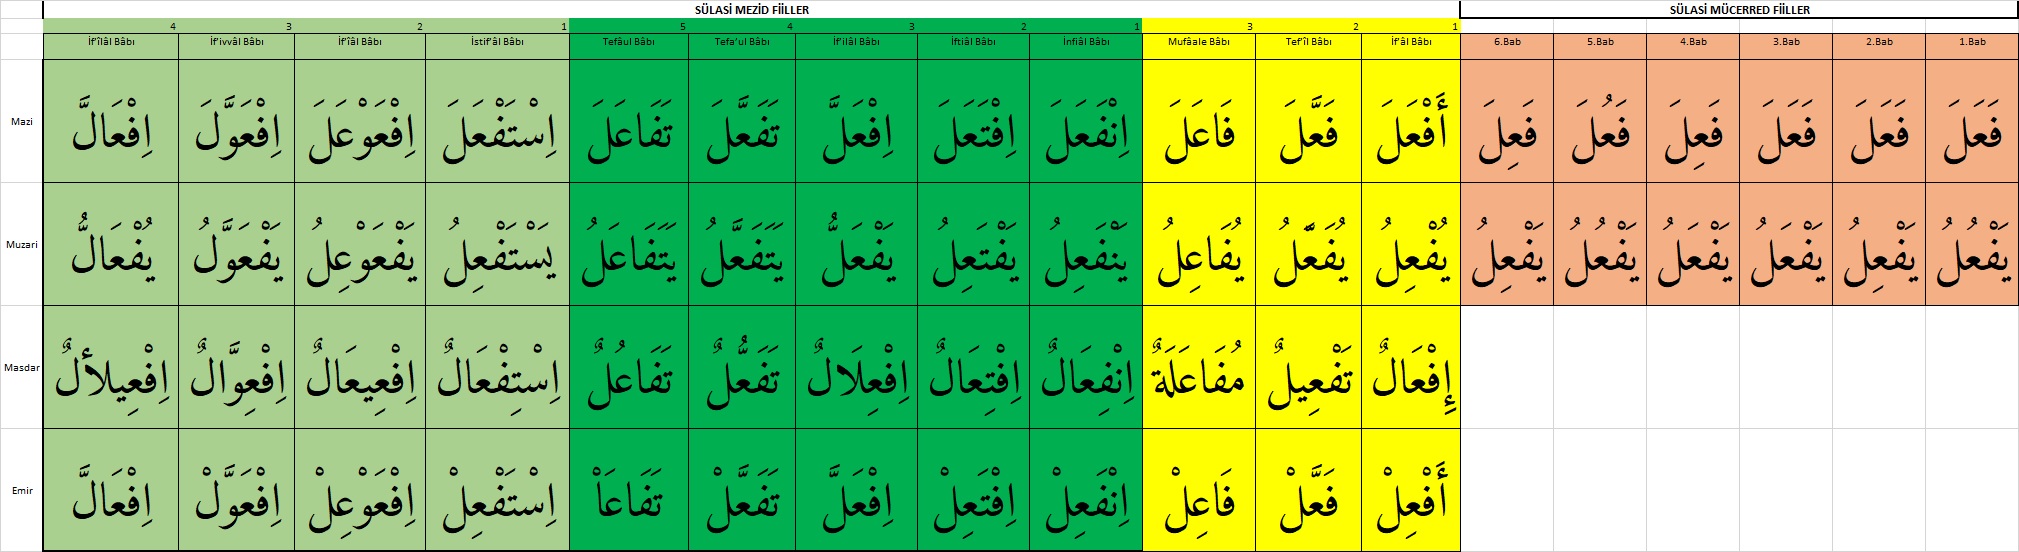 SÜLASİ MEZİD FİİLLER SÜLASİ MÜCERRED FİİLLER
4 3 2 1 5 4 3 2 1 3 2 1
İf'îlâl Bâbı İf'ivvâl Bâbı İf'îâl Bâbı İstif'âl Bâbı Tefâul Bâbı Tefa'ul Bâbı İf'ilâl Bâbı İftiâl Bâbı İnfiâl Bâbı Mufâale Bâbı Tef'îl Bâbı İf'âl Bâbı 6.Bab 5.Bab 4.Bab 3.Bab 2.Bab 1.Bab
Mazi
اِفْعَالَّ
اِفْعَوَّلَ
اِفْعَوْعَلَ
اِسْتَفْعَلَ
تَفَاعَلَ
تَفَعَّلَ
اِفْعَلَّ
اِفْتَعَلَ
اِنْفَعَلَ
فَاعَلَ
فَعَّلَ
أَفْعَلَ
فَعِلَ
فَعُلَ
فَعِلَ
فَعَلَ
فَعَلَ
فَعَلَ
Muzari
يُفْعَالُّ
يَفْعَوَّلُ
يَفْعَوْعِلُ
يَسْتَفْعِلُ
يَتَفَاعَلُ
يَتَفَعَّلُ
يَفْعَلُّ
يَفْتَعِلُ
يَنْفَعِلُ
يُفَاعِلُ
يُفَعِّلُ
يُفْعِلُ
يَفْعِلُ
يَفْعُلُ
يَفْعَلُ
يَفْعَلُ
يَفْعِلُ
يَفْعُلُ
Masdar
اِفْعِيلألٌ
اِفْعِوَّالٌ
اِفْعِيعَالٌ
اِسْتِفْعَالٌ
تَفَاعُلٌ
تَفَعُّلٌ
اِفْعِلَالٌ
اِفْتِعَالٌ
اِنْفِعَالٌ
مُفَاعَلَةٌ
تَفْعِيلٌ
إِفْعَالٌ
Emir
اِفْعَالَّ
اِفْعَوَّلْ
اِفْعَوْعِلْ
اِسْتَفْعِلْ
تَفَاعَاْ
تَفَعَّلْ
اِفْعَلَّ
اِفْتَعِلْ
اِنْفَعِلْ
فَاعِلْ
فَعَّلْ
أَفْعِلْ